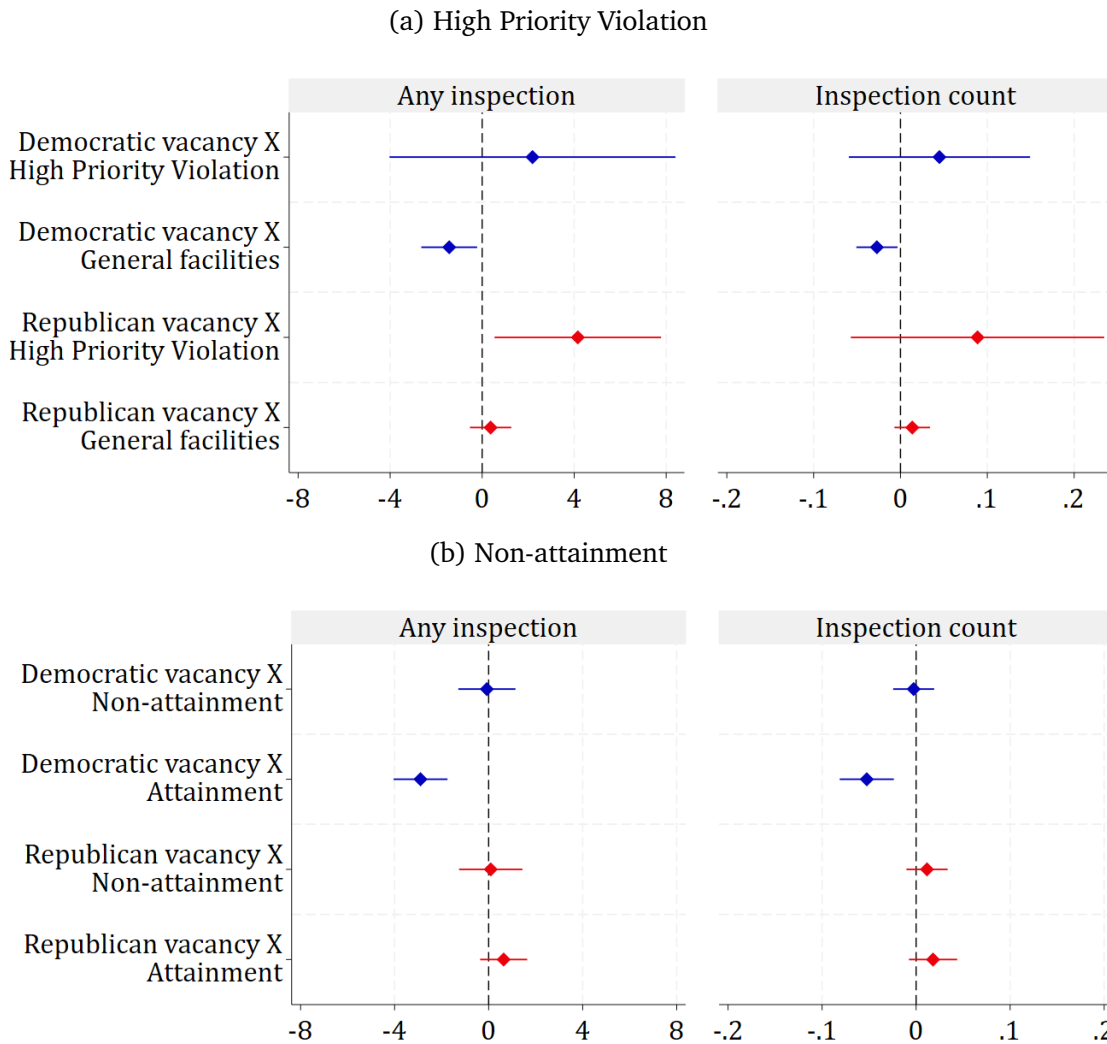 (a) High Priority Violation
Any inspection
Inspection count
Democratic vacancy X
High Priority Violation
Democratic vacancy X
General facilities
Republican vacancy X
High Priority Violation
Republican vacancy X
General facilities
-8 -4 0 4 8
-.2 -.1 0 .1 .2
(b) Non-attainment
Any inspection
Inspection count
Democratic vacancy X
Non-attainment
Democratic vacancy X
Attainment
Republican vacancy X
Non-attainment
Republican vacancy X
Attainment
-8 -4 0 4 8
-.2 -.1 0 .1 .2